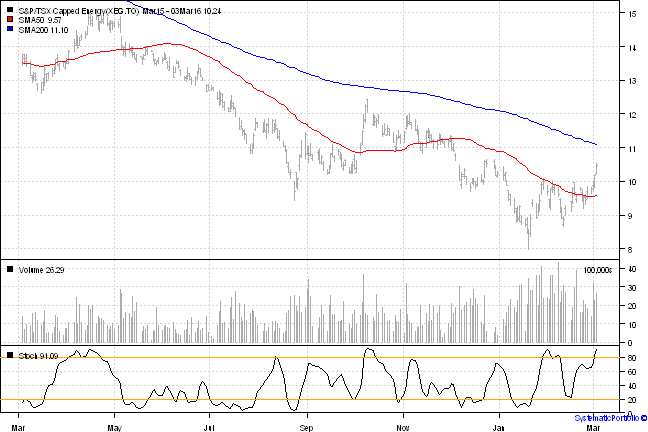 S&P/TSX Capped Energy(XEG.TO) Mar15 - 03Mar16 10.24
SMA50 9.57
SMA200 11.10
15
14
13
12
11
10
9
8
Volume 26.29
100,000s
40
30
20
10
0
Stoch 91.09
80
60
40
20
0
Mar May Jul Sep Nov Jan Mar
SystematicPortfolio ©